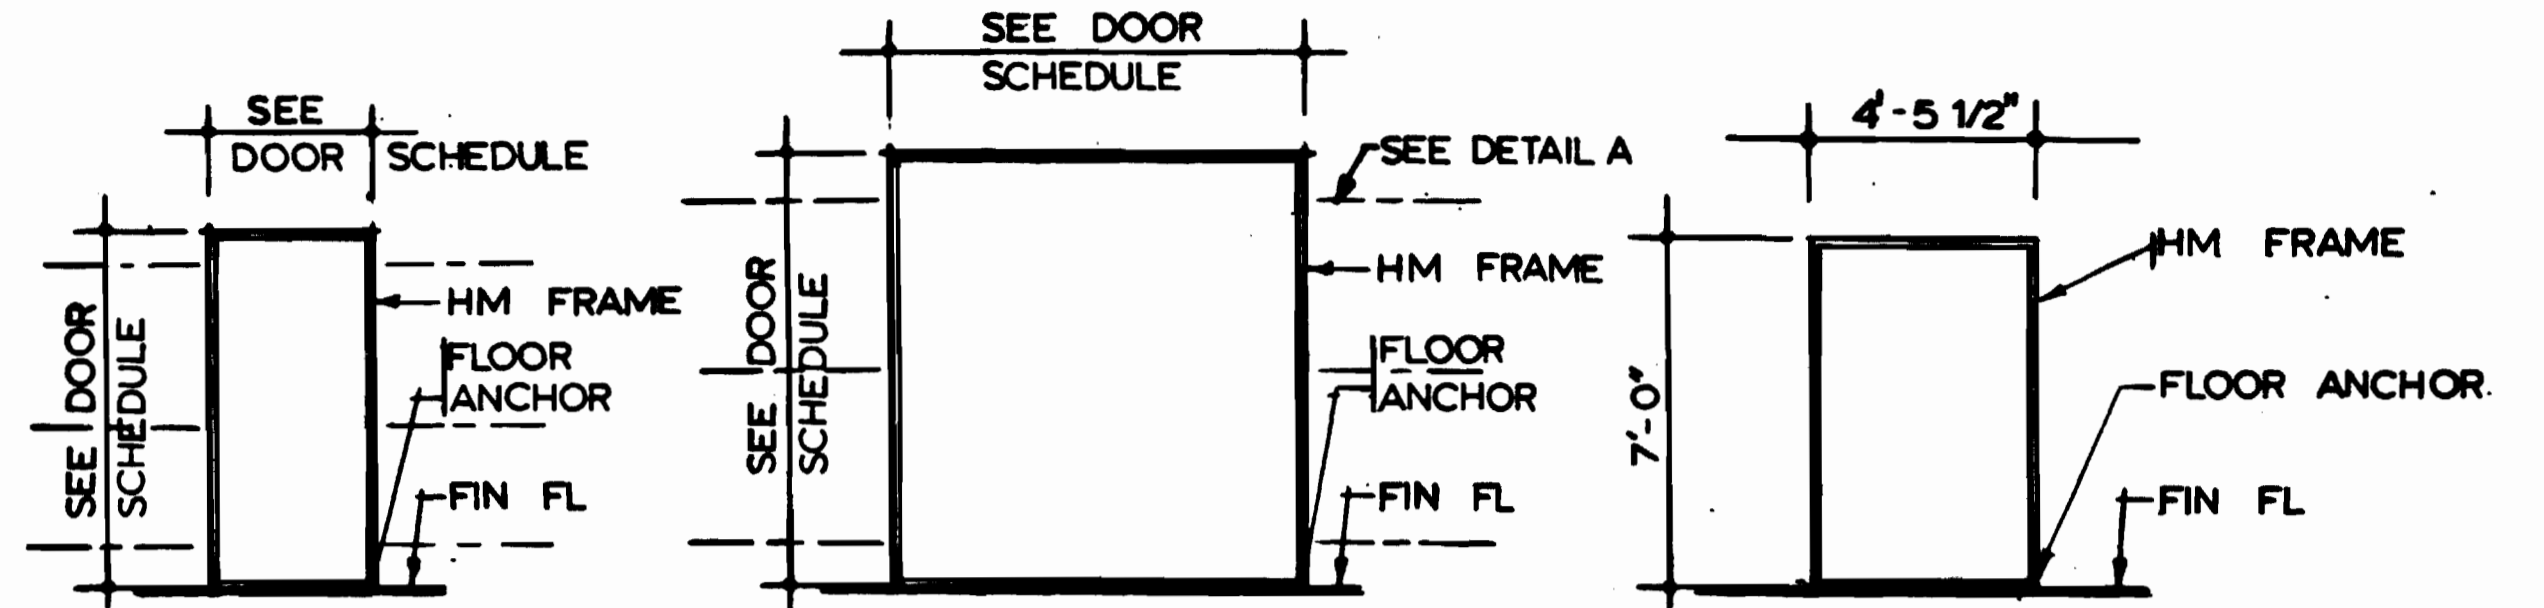 SEE
DOOR SCHEDULE
SEE DOOR
SCHEDULE
HM FRAME
FLOOR
ANCHOR
FIN FL
SEE DOOR
SCHEDULE
SEE DOOR
SCHEDULE
SEE DETAIL A
HM FRAME
FLOOR
ANCHOR
FIN FL
4'-5 1/2"
7'-0"
HM FRAME
FLOOR ANCHOR
FIN FL